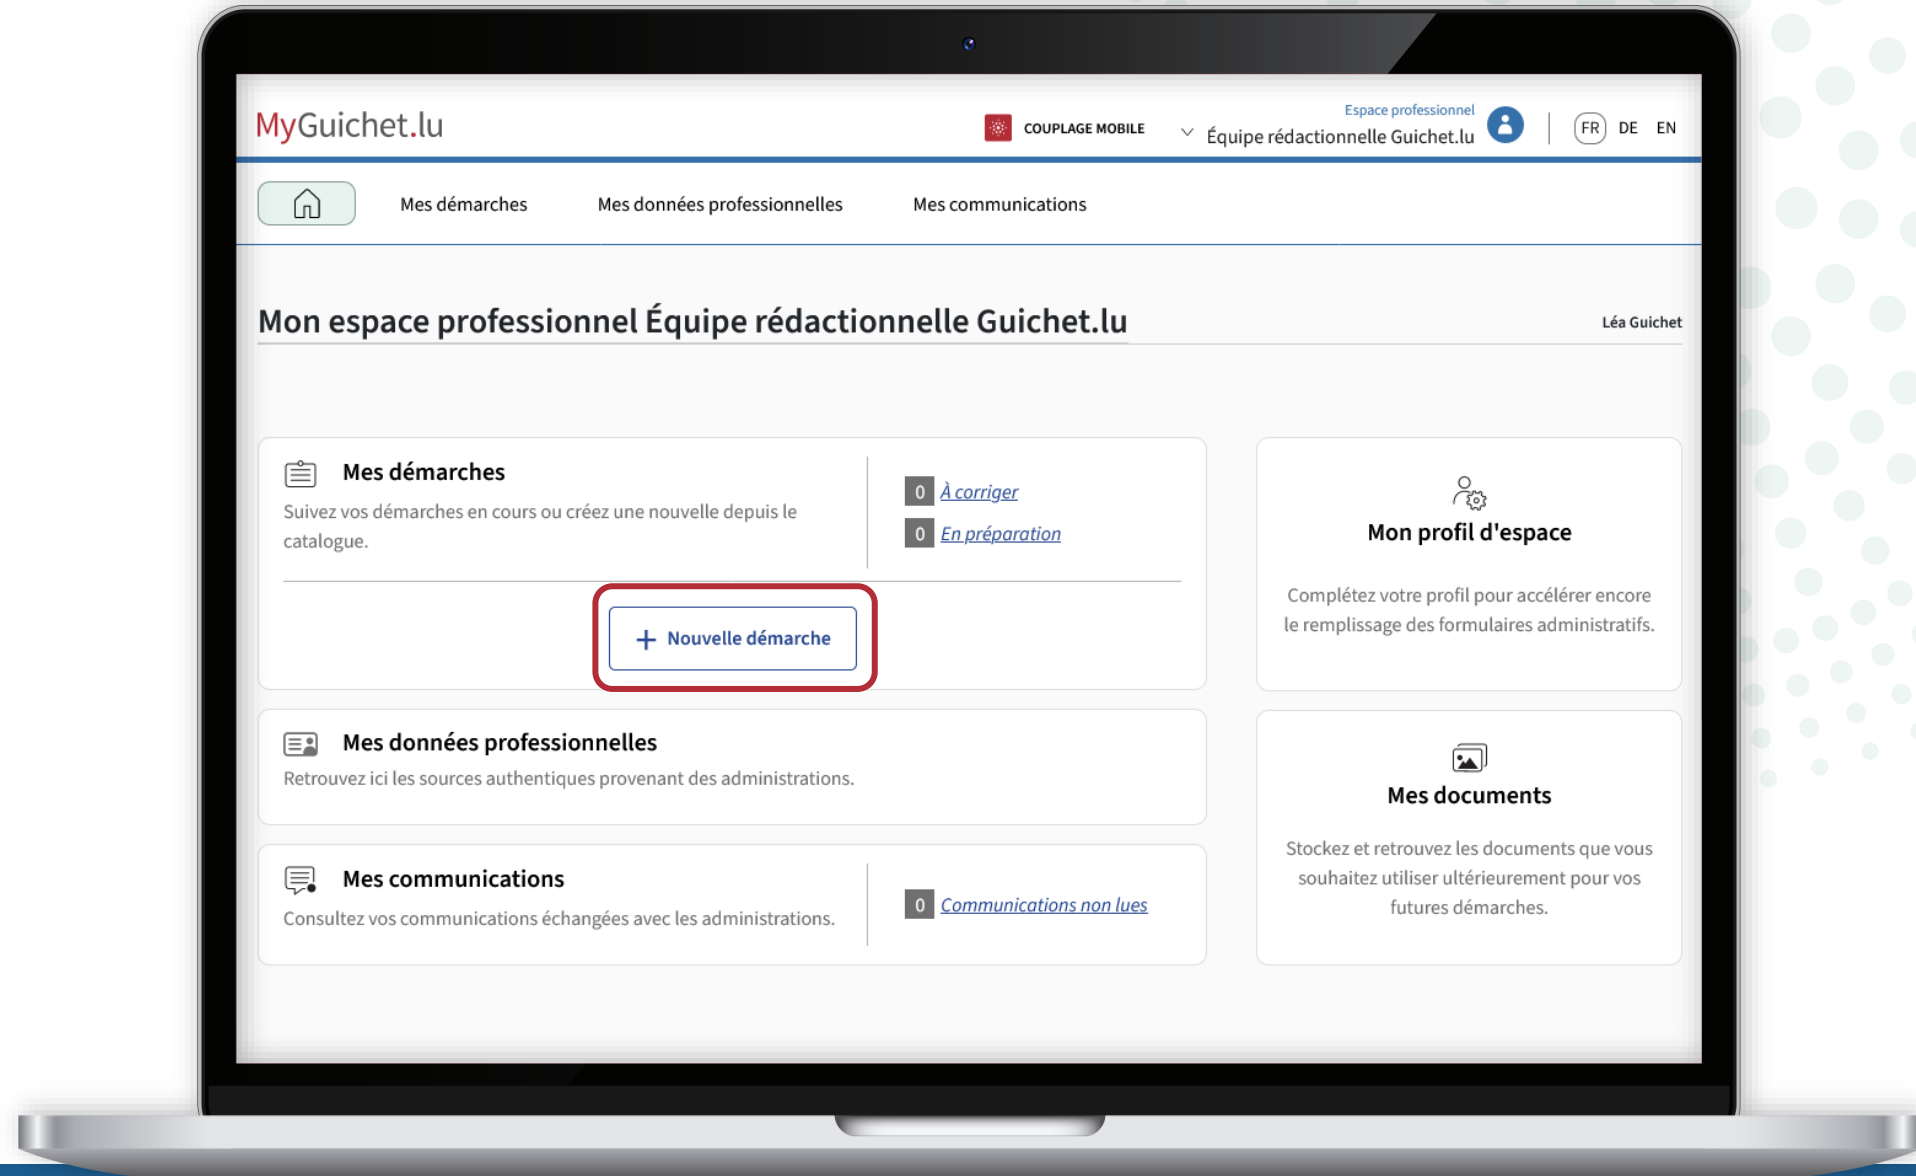 MyGuichet.lu
COUPLAGE MOBILE
Espace professionnel
Équipe rédactionnelle Guichet.lu
FR DE EN
Mes démarches
Mes données professionnelles
Mes communications
Mon espace professionnel Équipe rédactionnelle Guichet.lu
Léa Guichet
Mes démarches
Suivez vos démarches en cours ou créez une nouvelle depuis le
catalogue.
0 À corriger
0 En préparation
+ Nouvelle démarche
Mes données professionnelles
Retrouvez ici les sources authentiques provenant des administrations.
Mes communications
Consultez vos communications échangées avec les administrations.
0 Communications non lues
Mon profil d'espace
Complétez votre profil pour accélérer encore
le remplissage des formulaires administratifs.
Mes documents
Stockez et retrouvez les documents que vous
souhaitez utiliser ultérieurement pour vos
futures démarches.